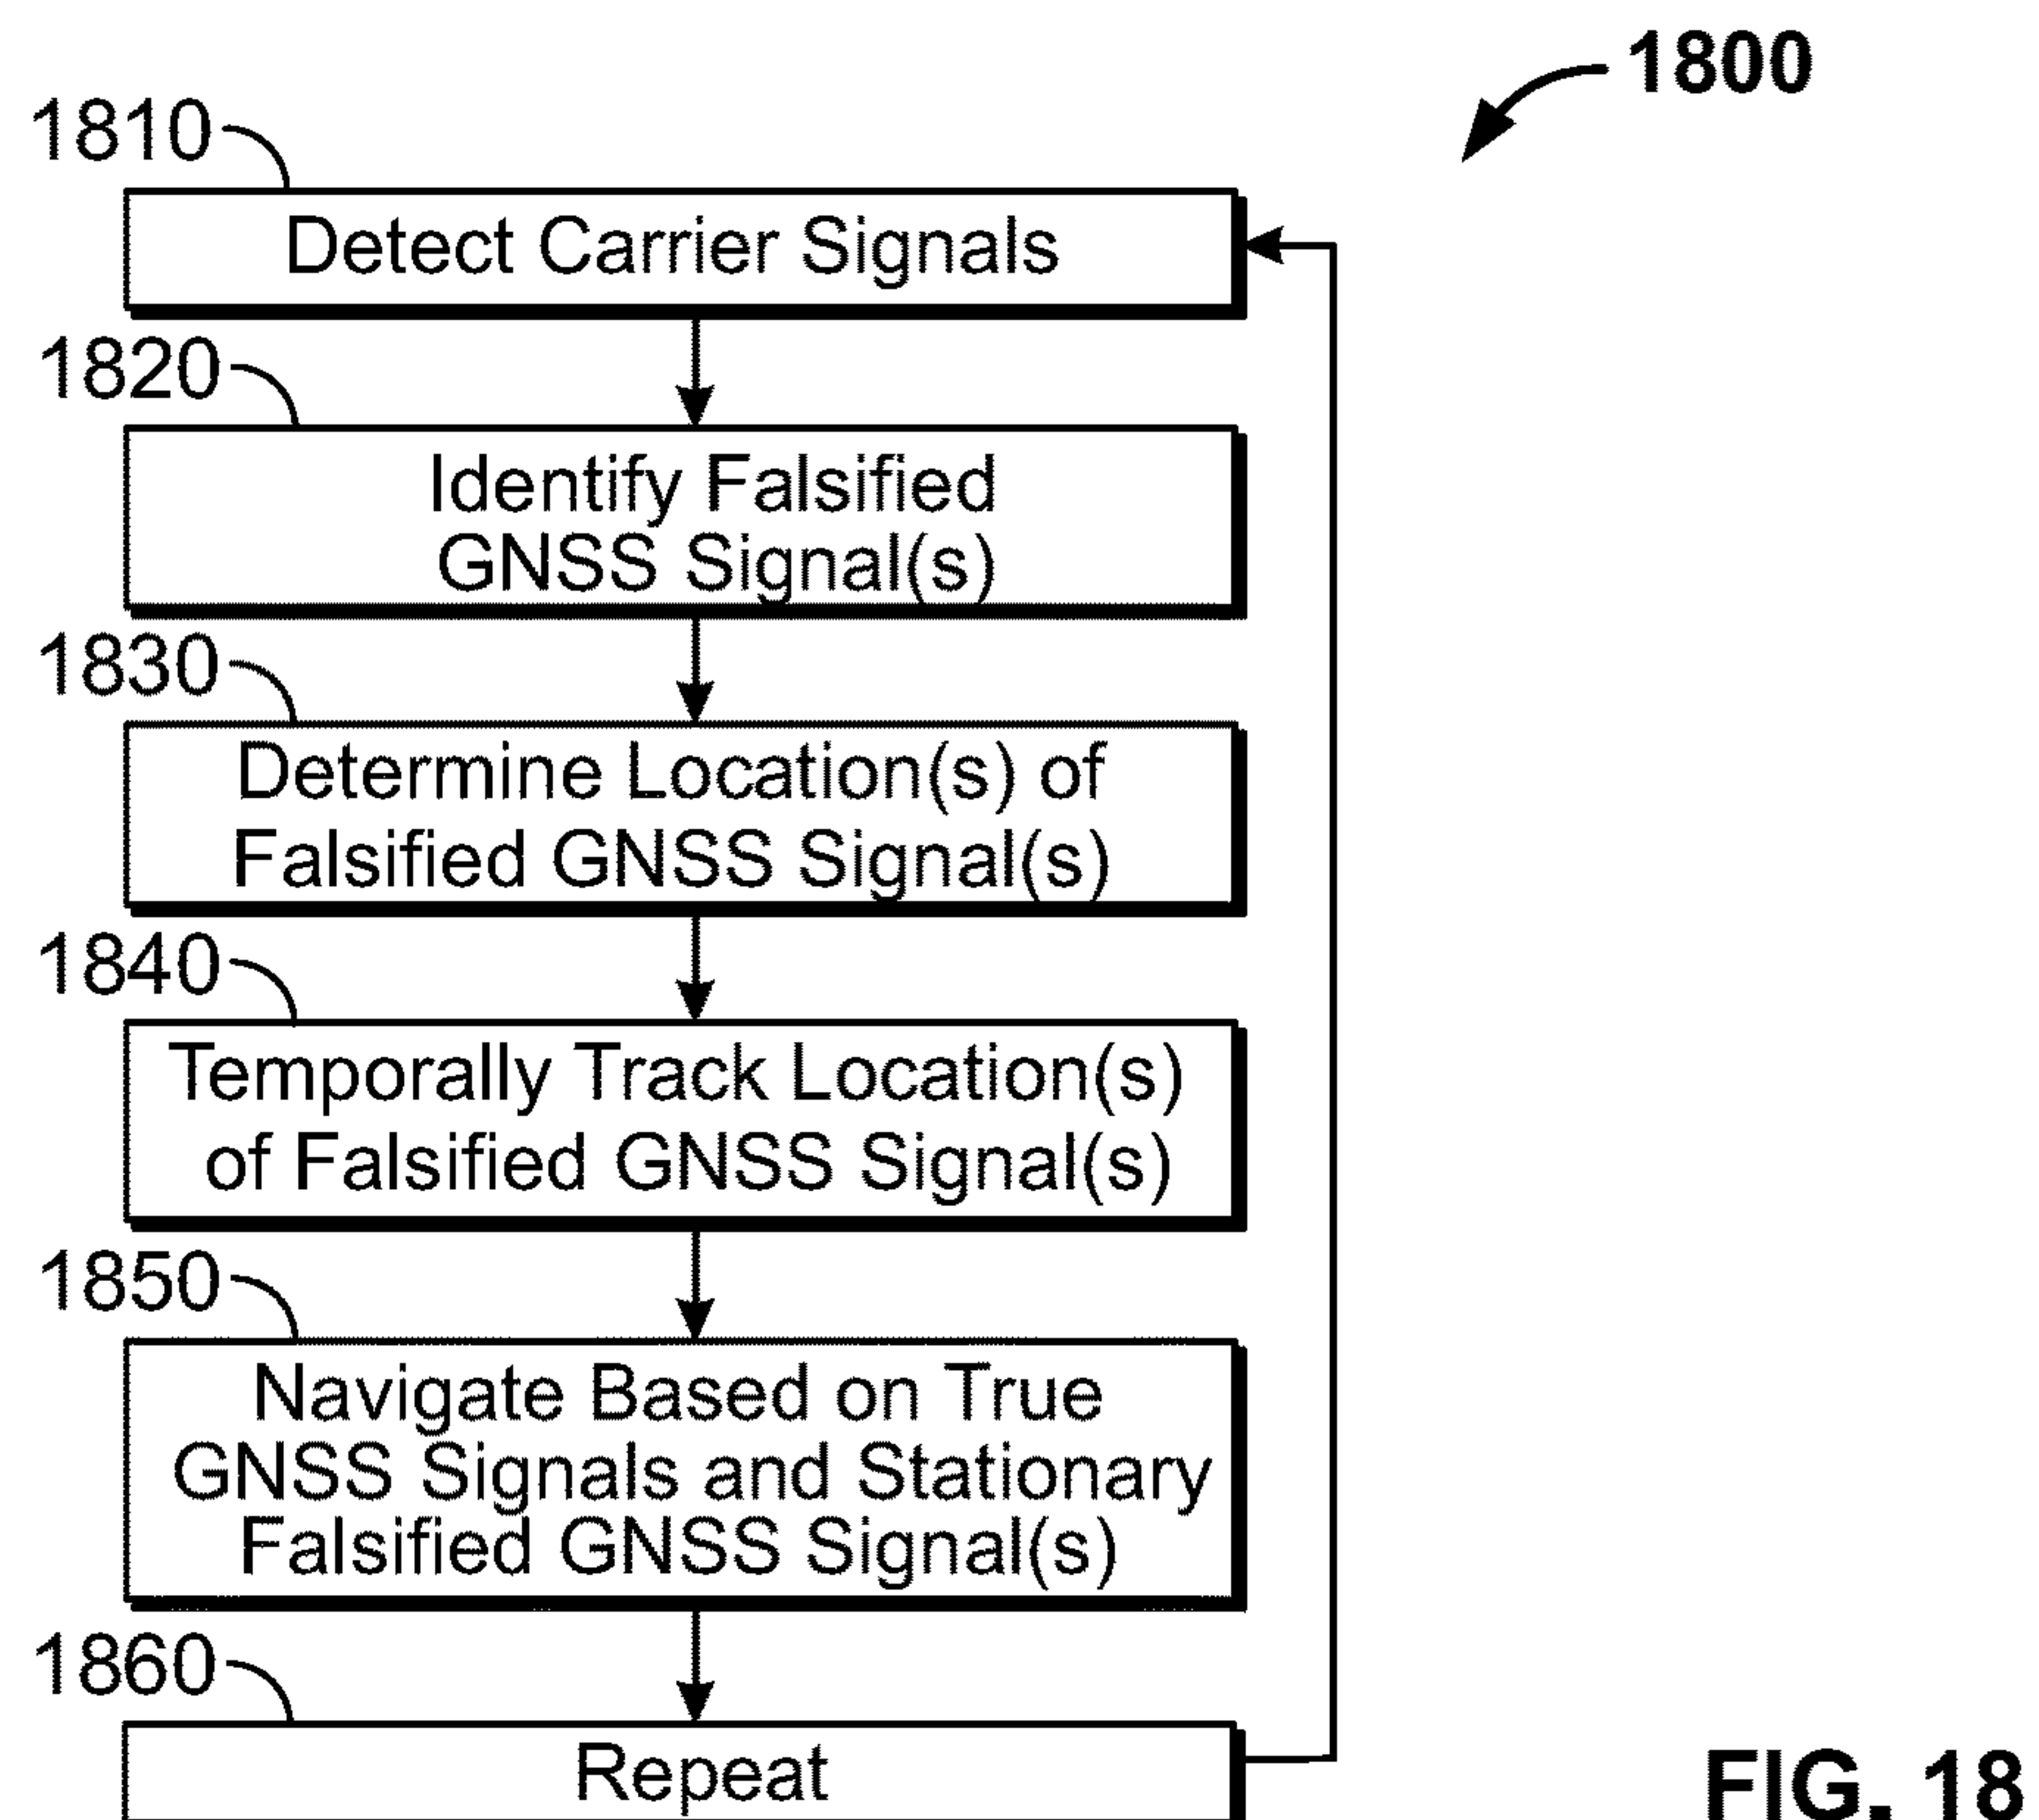 1800
1810
Detect Carrier Signals
1820
Identify Falsified
GNSS Signal(s)
1830
Determine Location(s) of
Falsified GNSS Signal(s)
1840
Temporally Track Location(s)
of Falsified GNSS Signal(s)
1850
Navigate Based on True
GNSS Signals and Stationary
Falsified GNSS Signal(s)
1860
Repeat
FIG. 18